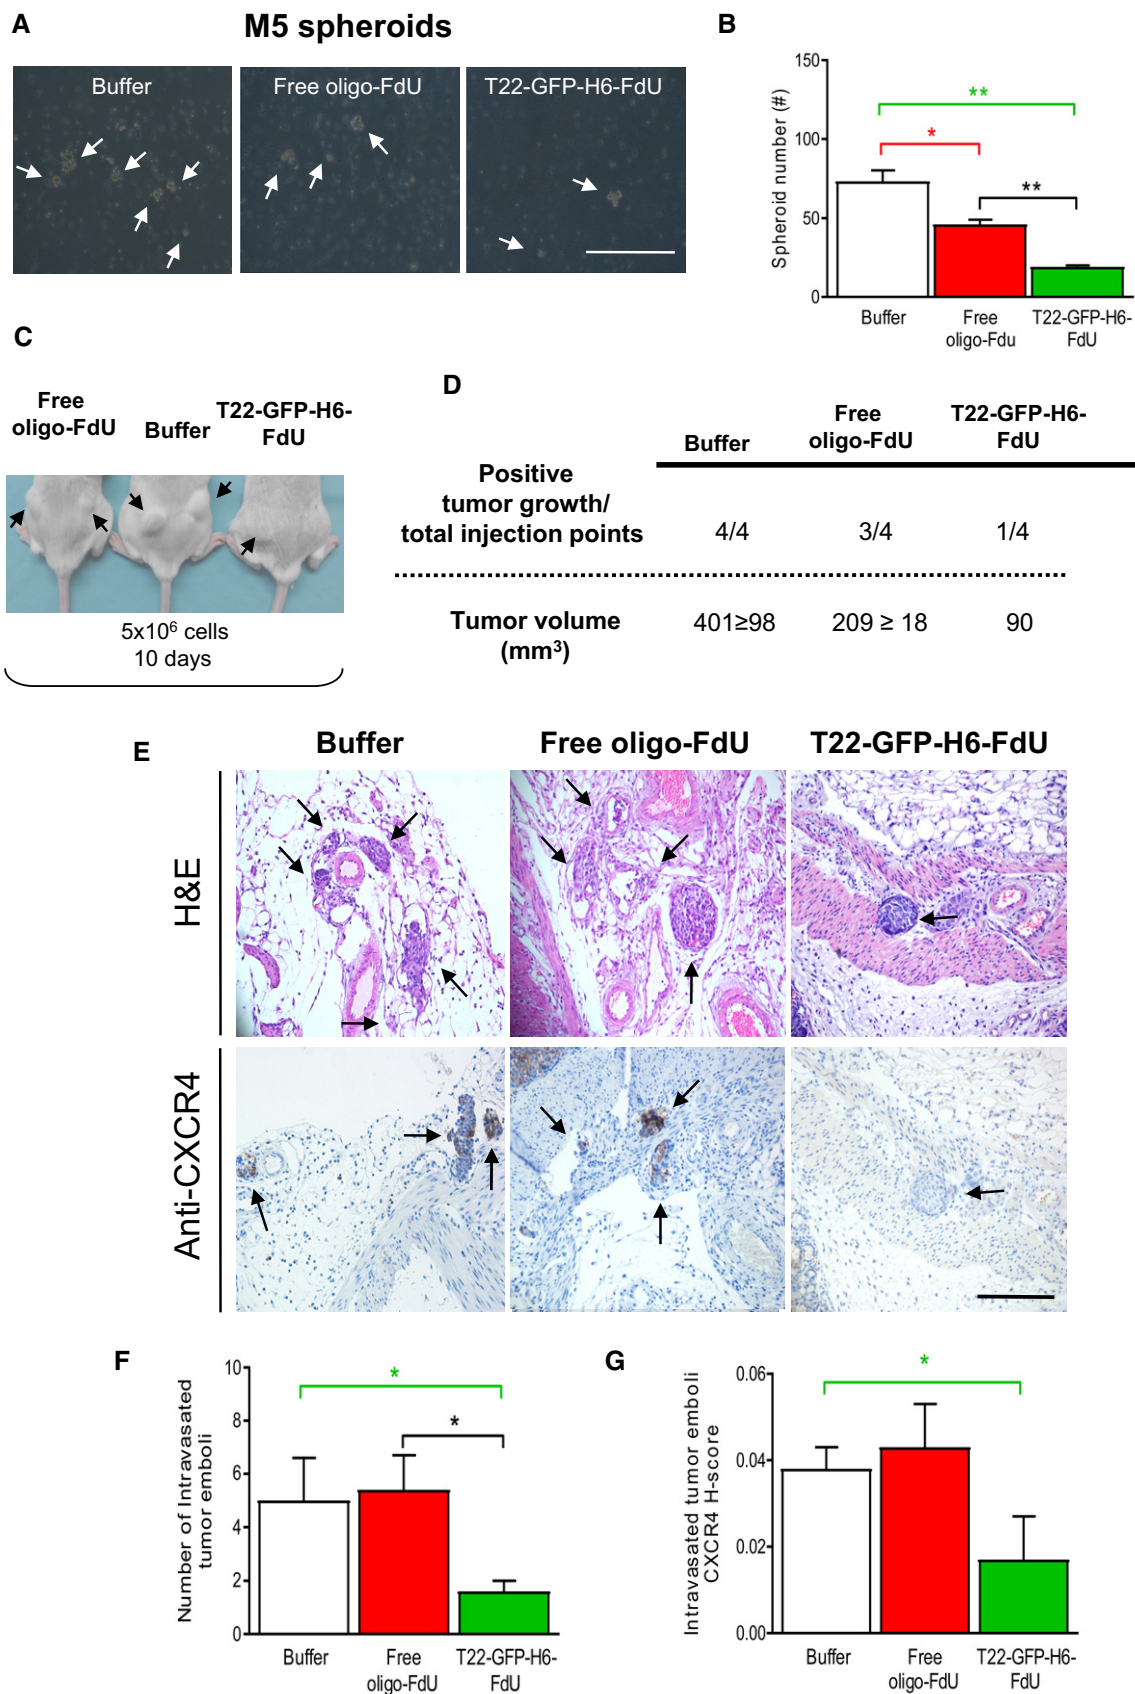 A
M5 spheroids
Buffer
Free oligo-FdU
T22-GFP-H6-FdU
B
Spheroid number (#)
150
100
50
0
**
*
**
Buffer
Free
oligo-Fdu
T22-GFP-H6-
FdU
C
Free
oligo-FdU
Buffer
T22-GFP-H6-
FdU
5x10⁶ cells
10 days
D
Buffer
Free
oligo-FdU
T22-GFP-H6-
FdU
Positive
tumor growth/
total injection points
4/4
3/4
1/4
Tumor volume
(mm³)
401≥98
209 ≥ 18
90
E
Buffer
Free oligo-FdU
T22-GFP-H6-FdU
H&E
Anti-CXCR4
F
Number of Intravasated
tumor emboli
10
8
6
4
2
0
*
*
Buffer
Free
oligo-FdU
T22-GFP-H6-
FdU
G
Intravasated tumor emboli
CXCR4 H-score
0.06
0.04
0.02
0.00
*
Buffer
Free
oligo-FdU
T22-GFP-H6-
FdU